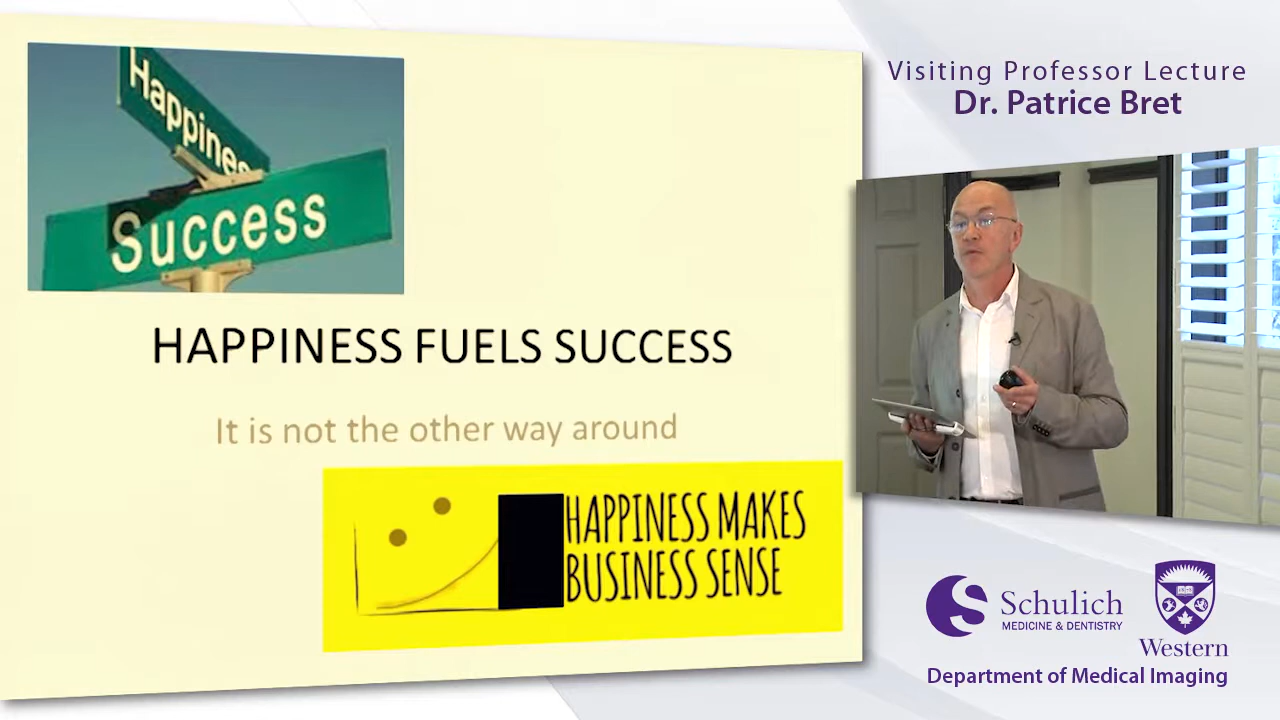 Happines
Success
HAPPINESS FUELS SUCCESS
It is not the other way around
HAPPINESS MAKES
BUSINESS SENSE
Visiting Professor Lecture
Dr. Patrice Bret
Schulich
MEDICINE & DENTISTRY
Western
Department of Medical Imaging